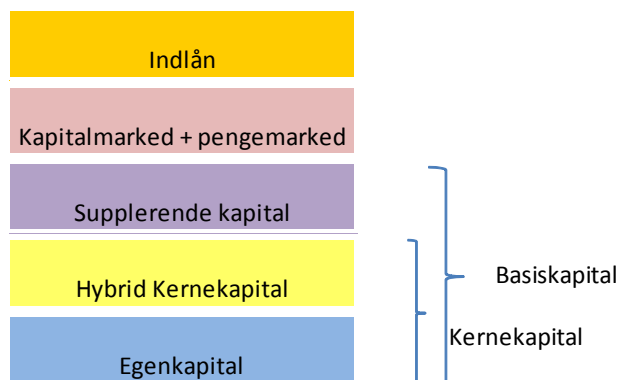 Indlån
Kapitalmarked + pengemarked
Supplerende kapital
Hybrid Kernekapital
Egenkapital
Basiskapital
Kernekapital